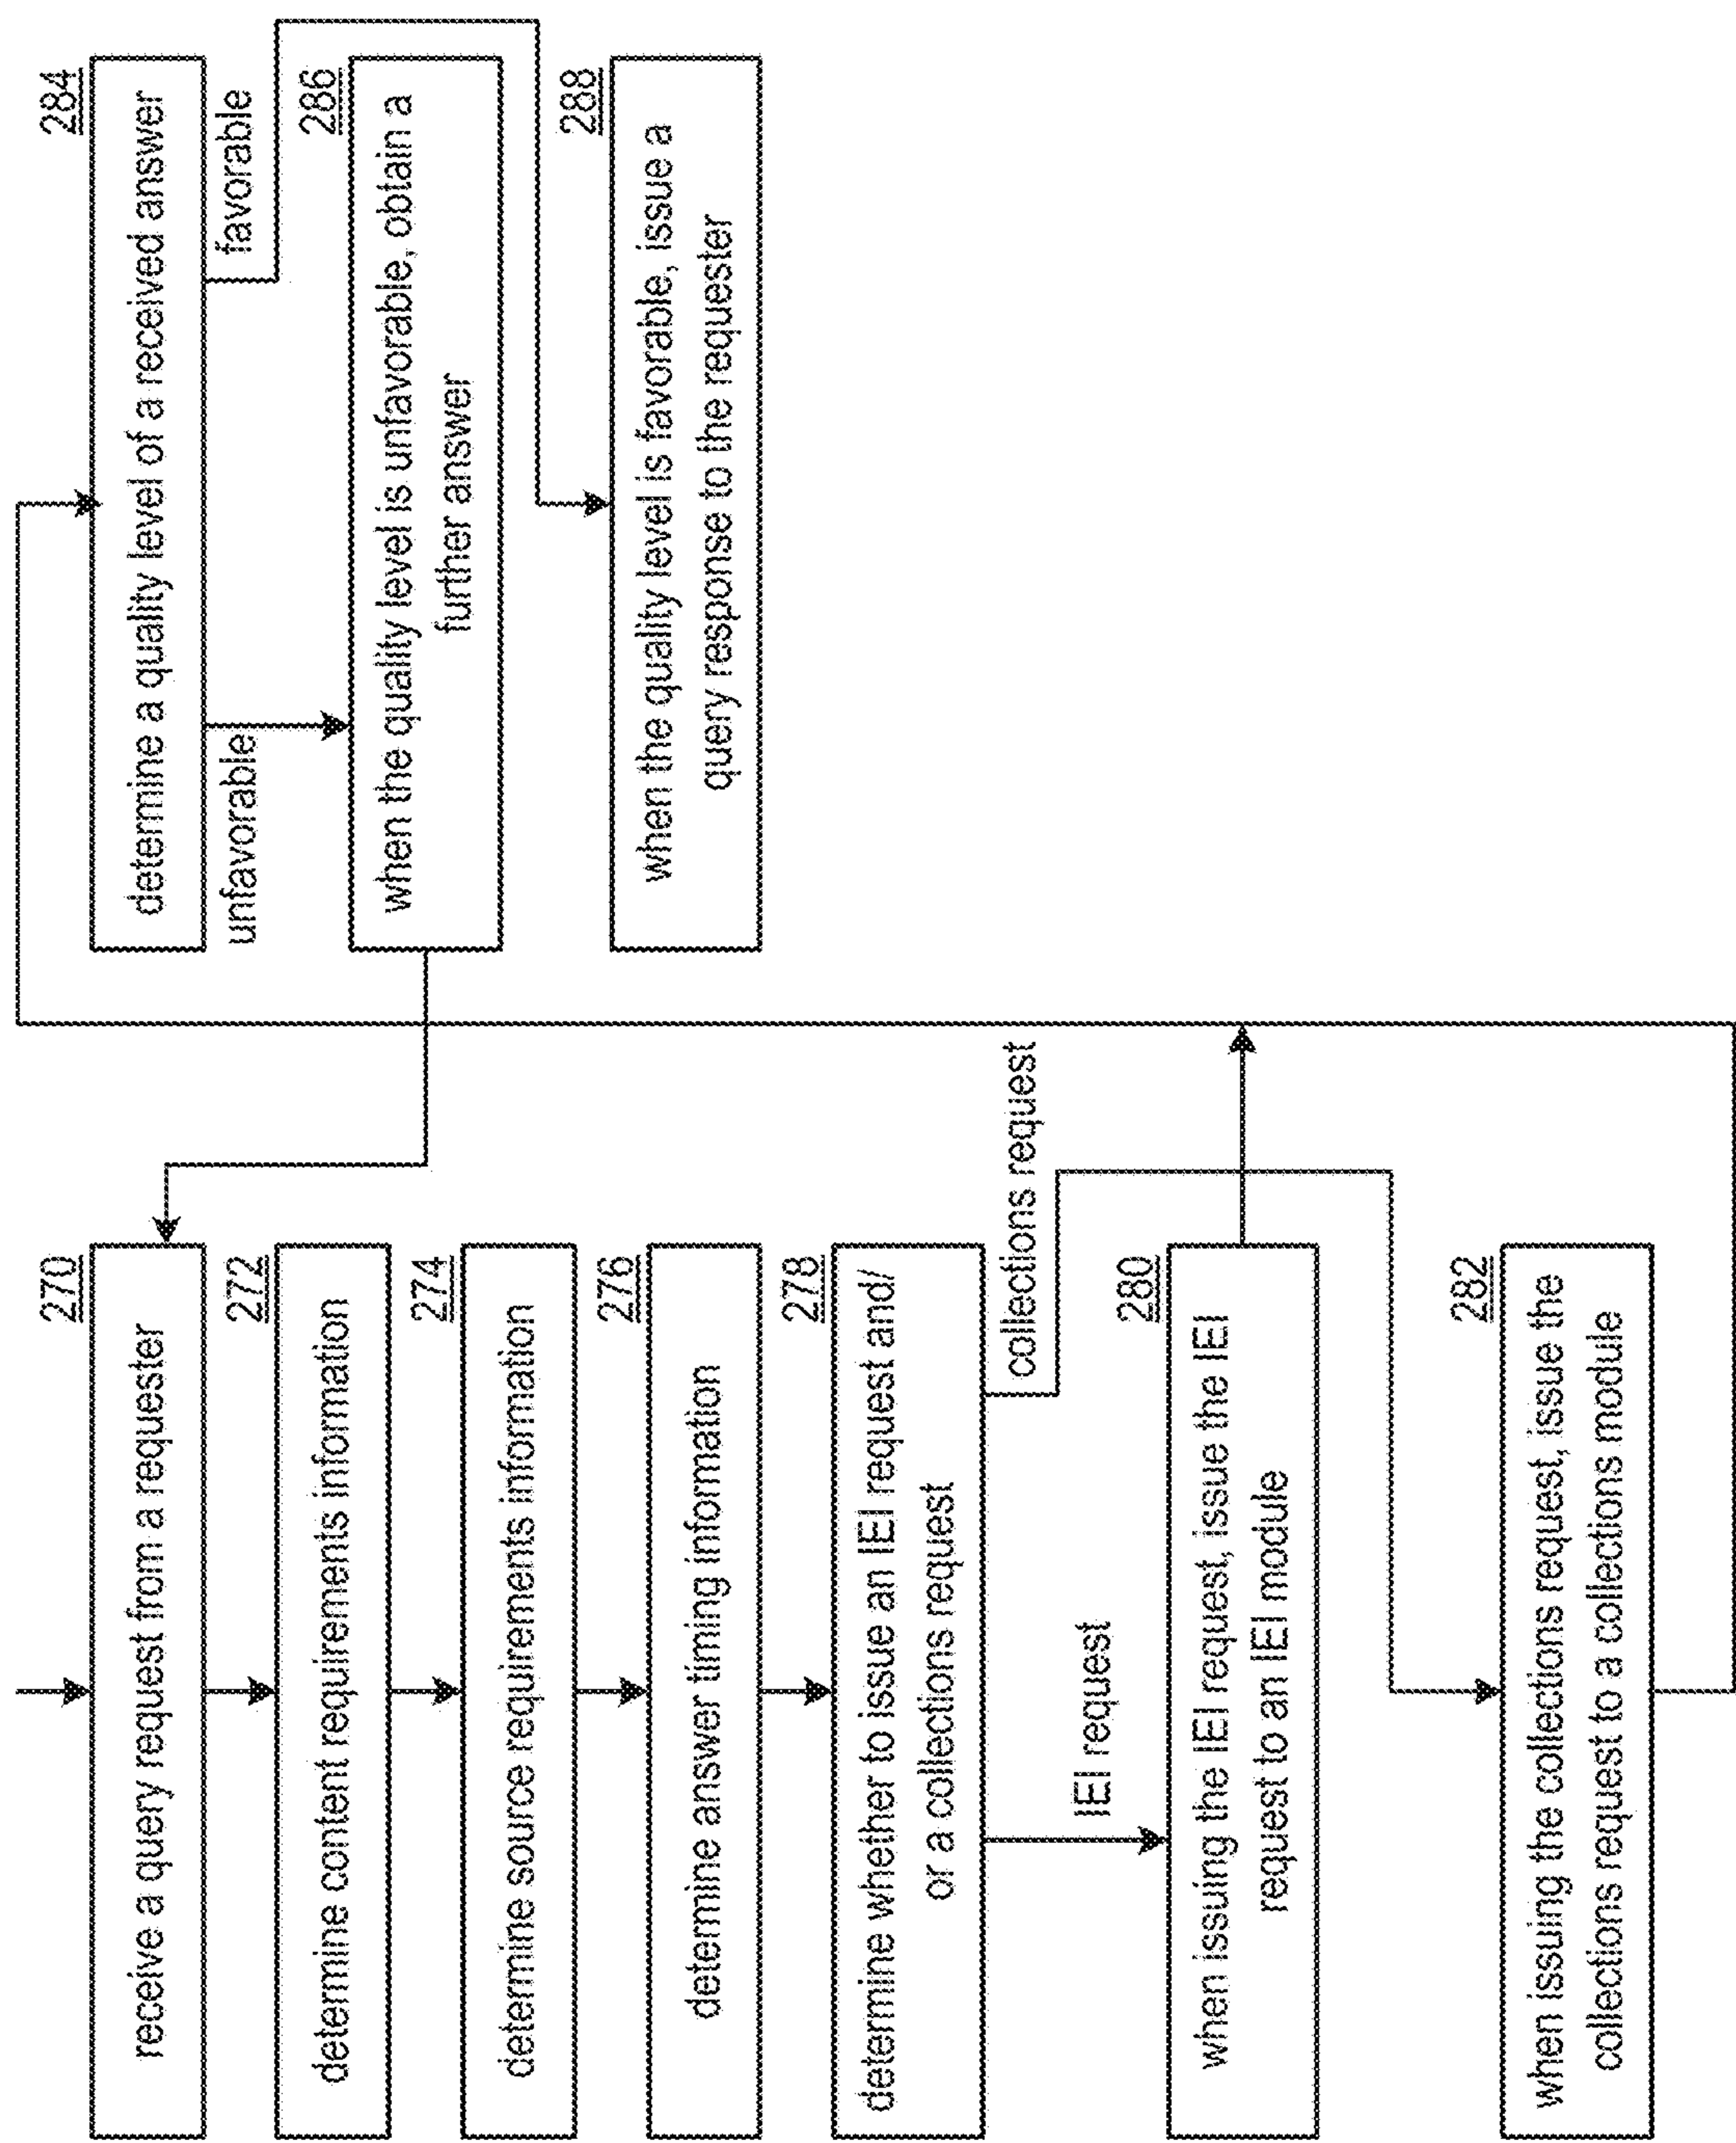 270
receive a query request from a requester
272
determine content requirements information
274
determine source requirements information
276
determine answer timing information
278
determine whether to issue an IEI request and/
or a collections request
IEI request
collections request
280
when issuing the IEI request, issue the IEI
request to an IEI module
282
when issuing the collections request, issue the
collections request to a collections module
284
determine a quality level of a received answer
unfavorable
favorable
286
when the quality level is unfavorable, obtain a
further answer
288
when the quality level is favorable, issue a
query response to the requester